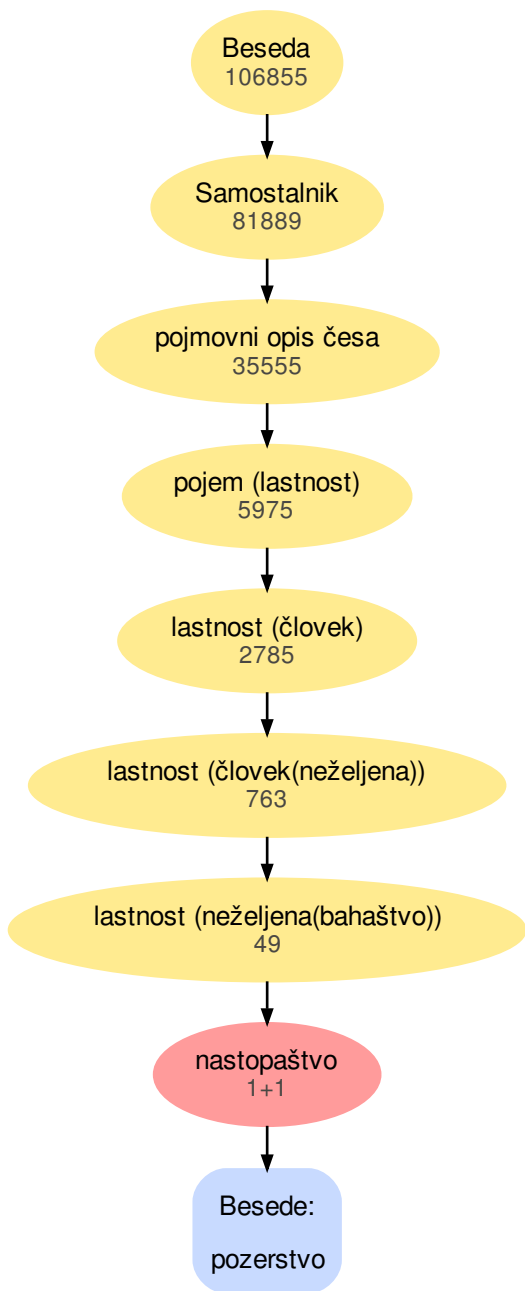 Beseda
106855
Samostalnik
81889
pojmovni opis česa
35555
pojem (lastnost)
5975
lastnost (človek)
2785
lastnost (človek(neželjena))
763
lastnost (neželjena(bahaštvo))
49
nastopaštvo
1+1
Besede:
pozerstvo